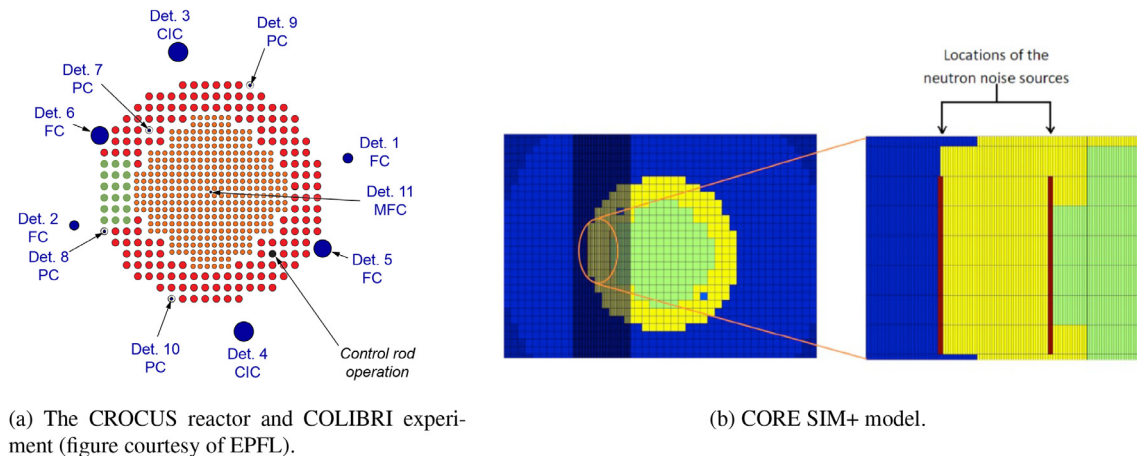 Det. 3
CIC
Det. 9
PC
Det. 7
PC
Det. 6
FC
Det. 1
FC
Det. 11
MFC
Det. 2
FC
Det. 8
PC
Det. 5
FC
Det. 10
PC
Det. 4
CIC
Control rod
operation
(a) The CROCUS reactor and COLIBRI experi-
ment (figure courtesy of EPFL).
Locations of the
neutron noise sources
(b) CORE SIM+ model.